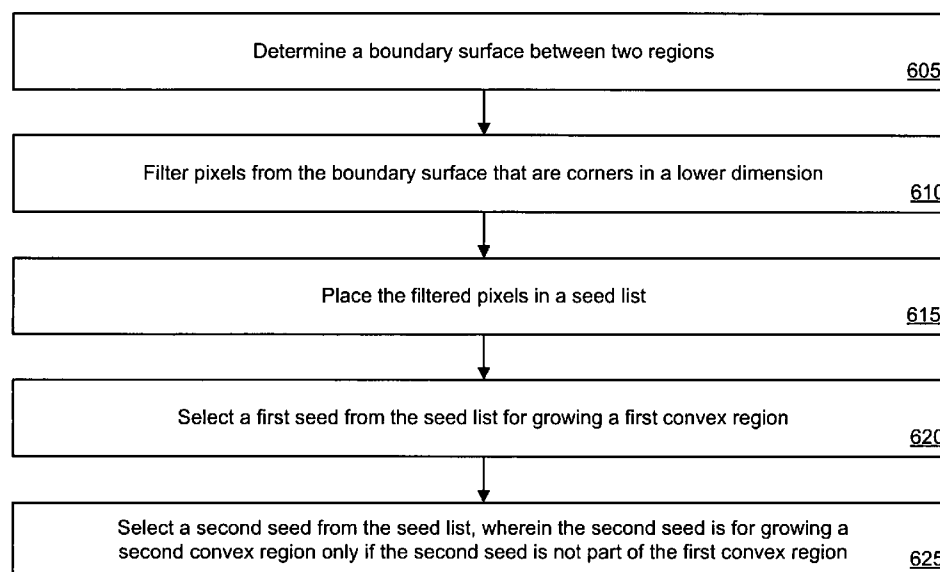 Determine a boundary surface between two regions
605
Filter pixels from the boundary surface that are corners in a lower dimension
610
Place the filtered pixels in a seed list
615
Select a first seed from the seed list for growing a first convex region
620
Select a second seed from the seed list, wherein the second seed is for growing a
second convex region only if the second seed is not part of the first convex region
625